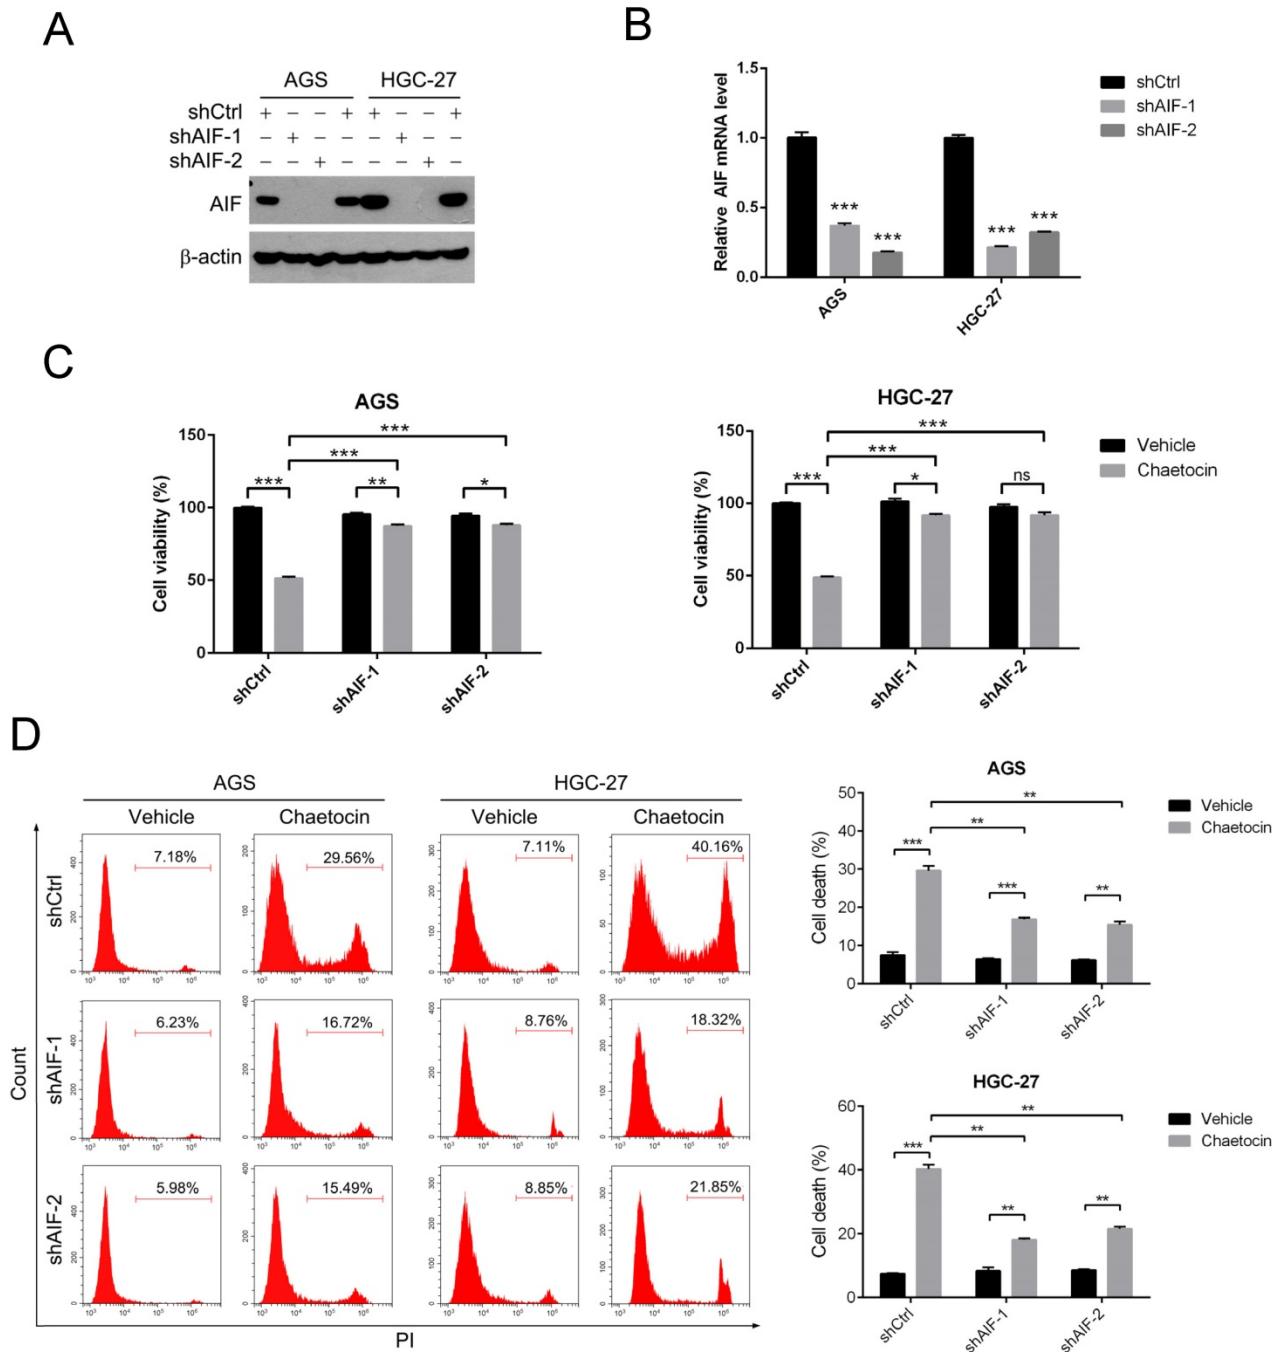 A
AGS HGC-27
shCtrl + – – + + – – +
shAIF-1 – + – – – + – –
shAIF-2 – – + – – – + –
AIF
β-actin
B
Relative AIF mRNA level
1.5
1.0
0.5
0.0
*** *** *** ***
AGS HGC-27
shCtrl
shAIF-1
shAIF-2
C
AGS
Cell viability (%)
150
100
50
0
***
***
*** ** *
shCtrl shAIF-1 shAIF-2
HGC-27
Cell viability (%)
150
100
50
0
***
***
*** * ns
shCtrl shAIF-1 shAIF-2
Vehicle
Chaetocin
D
AGS HGC-27
Vehicle Chaetocin Vehicle Chaetocin
shCtrl
7.18% 29.56% 7.11% 40.16%
shAIF-1
6.23% 16.72% 8.76% 18.32%
shAIF-2
5.98% 15.49% 8.85% 21.85%
Count
PI
AGS
Cell death (%)
50
40
30
20
10
0
**
**
*** *** **
shCtrl shAIF-1 shAIF-2
Vehicle
Chaetocin
HGC-27
Cell death (%)
60
40
20
0
**
**
*** ** **
shCtrl shAIF-1 shAIF-2
Vehicle
Chaetocin